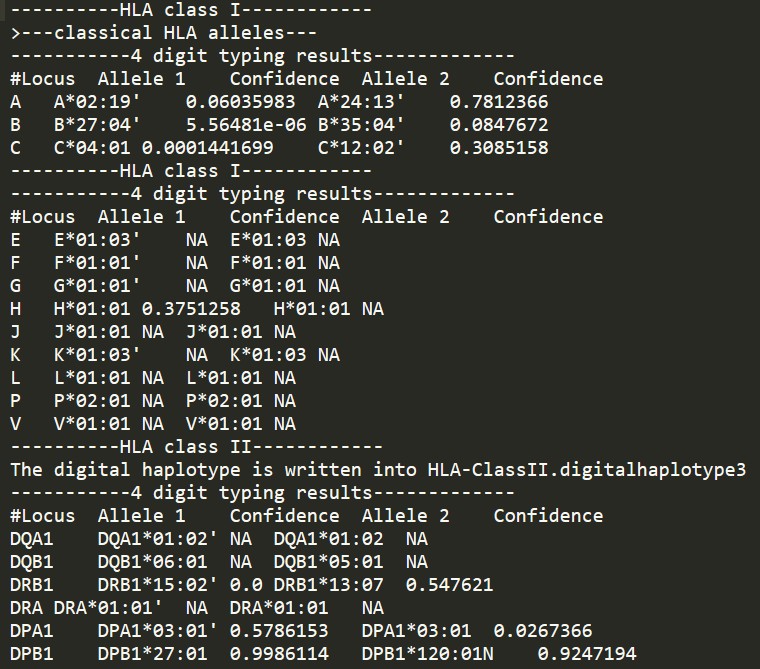 ----------HLA class I------------
>---classical HLA alleles---
-----------4 digit typing results-------------
#Locus Allele 1 Confidence Allele 2 Confidence
A A*02:19' 0.06035983 A*24:13' 0.7812366
B B*27:04' 5.56481e-06 B*35:04' 0.0847672
C C*04:01 0.0001441699 C*12:02' 0.3085158
----------HLA class I------------
-----------4 digit typing results-------------
#Locus Allele 1 Confidence Allele 2 Confidence
E E*01:03' NA E*01:03 NA
F F*01:01' NA F*01:01 NA
G G*01:01' NA G*01:01 NA
H H*01:01 0.3751258 H*01:01 NA
J J*01:01 NA J*01:01 NA
K K*01:03' NA K*01:03 NA
L L*01:01 NA L*01:01 NA
P P*02:01 NA P*02:01 NA
V V*01:01 NA V*01:01 NA
----------HLA class II------------
The digital haplotype is written into HLA-ClassII.digitalhaplotype3
-----------4 digit typing results-------------
#Locus Allele 1 Confidence Allele 2 Confidence
DQA1 DQA1*01:02' NA DQA1*01:02 NA
DQB1 DQB1*06:01 NA DQB1*05:01 NA
DRB1 DRB1*15:02' 0.0 DRB1*13:07 0.547621
DRA DRA*01:01' NA DRA*01:01 NA
DPA1 DPA1*03:01' 0.5786153 DPA1*03:01 0.0267366
DPB1 DPB1*27:01 0.9986114 DPB1*120:01N 0.9247194